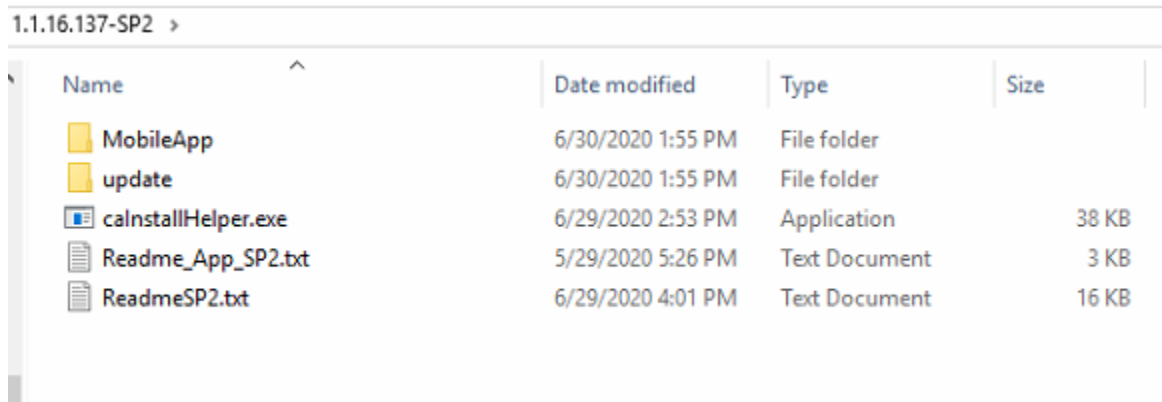 1.1.16.137-SP2 >
Name Date modified Type Size
MobileApp 6/30/2020 1:55 PM File folder
update 6/30/2020 1:55 PM File folder
caInstallHelper.exe 6/29/2020 2:53 PM Application 38 KB
Readme_App_SP2.txt 5/29/2020 5:26 PM Text Document 3 KB
ReadmeSP2.txt 6/29/2020 4:01 PM Text Document 16 KB